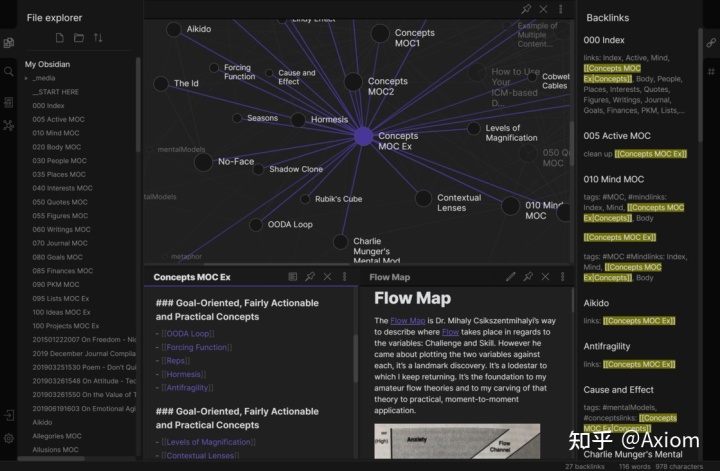 File explorer
My Obsidian
_media
__START HERE
000 Index
005 Active MOC
010 Mind MOC
020 Body MOC
030 People MOC
035 Places MOC
040 Interests MOC
050 Quotes MOC
055 Figures MOC
060 Writings MOC
070 Journal MOC
080 Goals MOC
085 Finances MOC
090 PKM MOC
095 Lists MOC Ex
100 Ideas MOC Ex
100 Projects MOC Ex
201501222007 On Freedom - Nic
2019 December Journal Compila
201903251530 Poem - Don't Qui
201903261548 On Attitude - Tec
201903261550 On the Value of T
201906191603 On Emotional Agi
Aikido
Allegories MOC
Allusions MOC
Lindy Effect
Aikido
Concepts
MOC1
Example of
Multiple
Content...
Forcing
Function
Cause and
Effect
The Id
Concepts
MOC2
How to Use
Your
ICM-based
D...
Cobweb
Cables
Seasons
Hormesis
Concepts
MOC Ex
Levels of
Magnification
mentalModels
No-Face
Shadow Clone
050 Qu
MOC
talModels
Rubik's Cube
Contextual
Lenses
010 Mind
MOC
OODA Loop
Charlie
Munger's
Mental Mod
metaphor
Concepts MOC Ex
### Goal-Oriented, Fairly Actionable
and Practical Concepts
- [[OODA Loop]]
- [[Forcing Function]]
- [[Reps]]
- [[Hormesis]]
- [[Antifragility]]
### Goal-Oriented, Fairly Actionable
and Practical Concepts
- [[Levels of Magnification]]
- [[Contextual Lenses]]
Flow Map
Flow Map
The Flow Map is Dr. Mihaly Csikszentmihalyi's way
to describe where Flow takes place in regards to
the variables: Challenge and Skill. However he
came about plotting the two variables against
each, it's a landmark discovery. It's a lodestar to
which I keep returning. It's the foundation to my
amateur flow theories and to my carving of that
theory to practical, moment-to-moment
application.
(High)
Anxiety
Flow
Channel
Backlinks
000 Index
links: Index, Active, Mind,
[[Concepts MOC
Ex|Concepts]], Body, People,
Places, Interests, Quotes,
Figures, Writings, Journal,
Goals, Finances, PKM, Lists,...
005 Active MOC
clean up [[Concepts MOC Ex]]
010 Mind MOC
tags: #MOC, #mindlinks:
Index, Mind, [[Concepts MOC
Ex|Concepts]], Body
[[Concepts MOC Ex]]
tags: #MOC #Mindlinks: Index,
Mind, [[Concepts MOC
Ex|Concepts]], Body
Aikido
links: [[Concepts MOC Ex]]
Antifragility
links: [[Concepts MOC Ex]]
Cause and Effect
tags: #mentalModels,
#conceptslinks: [[Concepts
MOC Ex|Concepts]]
Charlie Munger's Mental
知乎 @Axiom
27 backlinks 116 words 978 characters